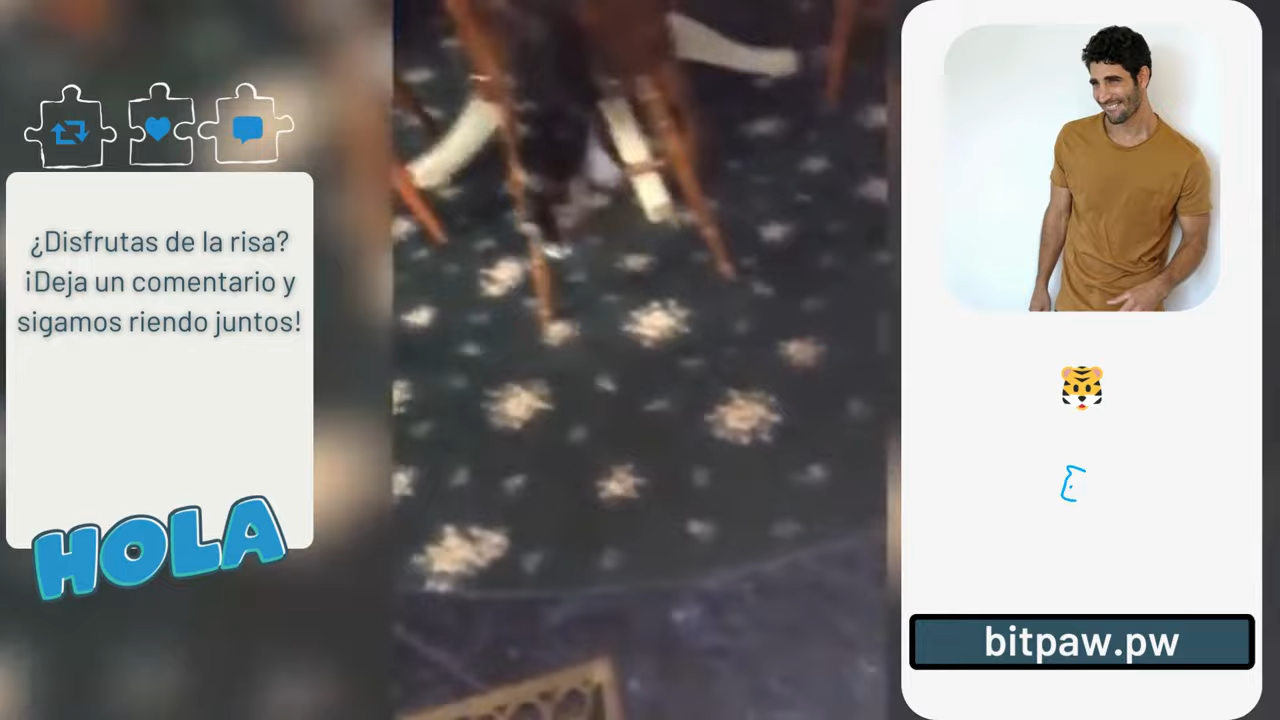 ¿Disfrutas de la risa?
¡Deja un comentario y
sigamos riendo juntos!
HOLA
bitpaw.pw